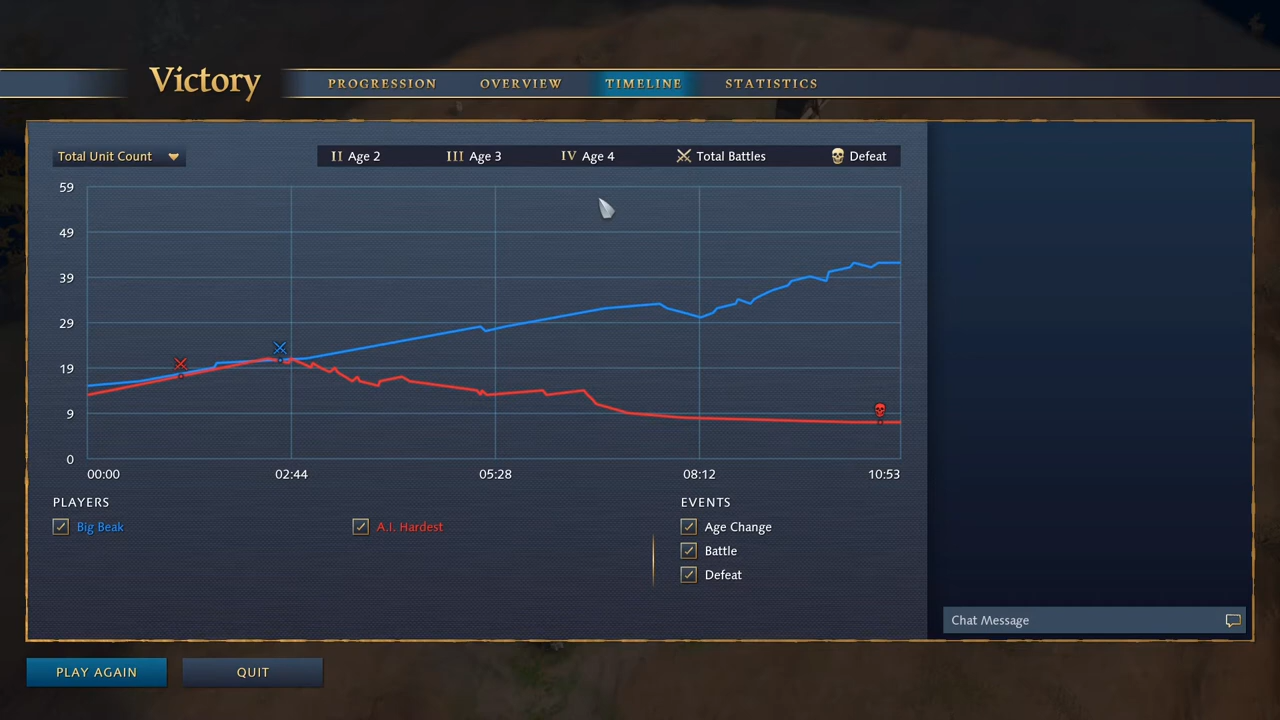 Victory
PROGRESSION OVERVIEW TIMELINE STATISTICS
Total Unit Count
II Age 2 III Age 3 IV Age 4 Total Battles Defeat
59
49
39
29
19
9
0
00:00 02:44 05:28 08:12 10:53
PLAYERS
Big Beak A.I. Hardest
EVENTS
Age Change
Battle
Defeat
Chat Message
PLAY AGAIN QUIT